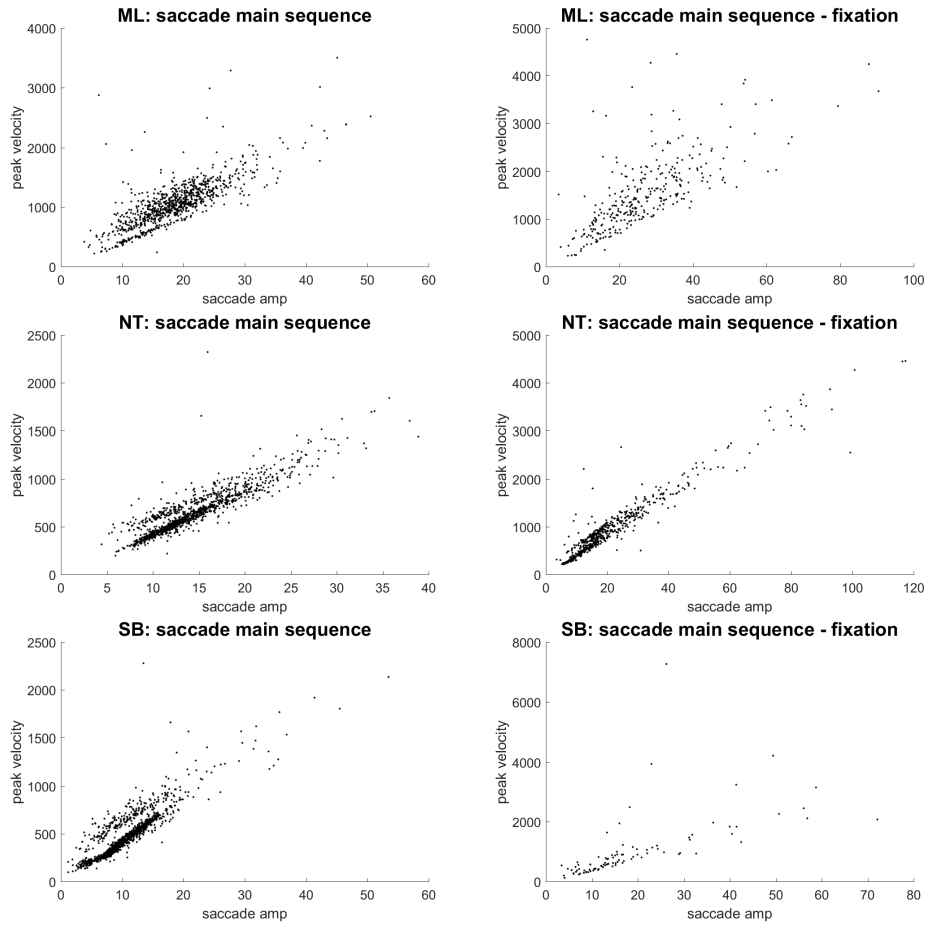 ML: saccade main sequence
4000
3000
2000
1000
0
peak velocity
0 10 20 30 40 50 60
saccade amp
ML: saccade main sequence - fixation
5000
4000
3000
2000
1000
0
peak velocity
0 20 40 60 80 100
saccade amp
NT: saccade main sequence
2500
2000
1500
1000
500
0
peak velocity
0 5 10 15 20 25 30 35 40
saccade amp
NT: saccade main sequence - fixation
5000
4000
3000
2000
1000
0
peak velocity
0 20 40 60 80 100 120
saccade amp
SB: saccade main sequence
2500
2000
1500
1000
500
0
peak velocity
0 10 20 30 40 50 60
saccade amp
SB: saccade main sequence - fixation
8000
6000
4000
2000
0
peak velocity
0 10 20 30 40 50 60 70 80
saccade amp